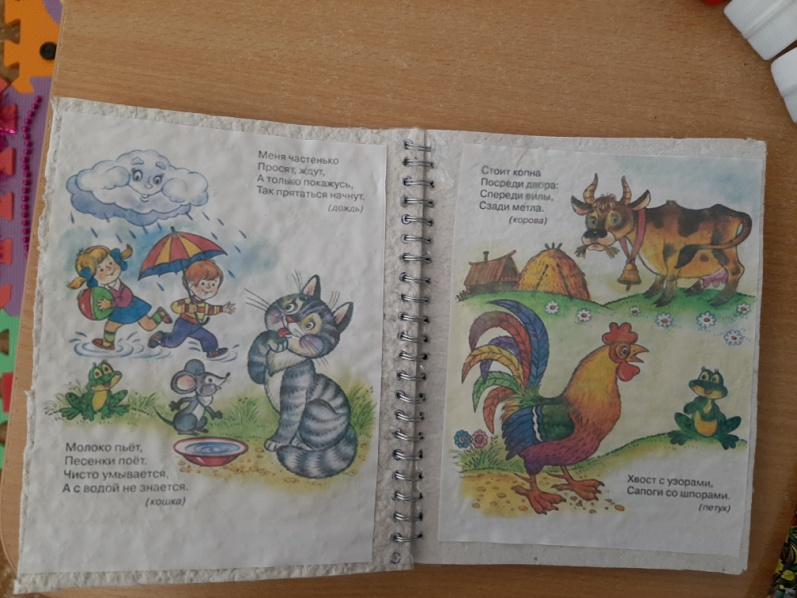 Меня частенько
Просят, ждут,
А только покажусь,
Так прятаться начнут.
(дождь)
Молоко пьёт,
Песенки поёт.
Чисто умывается,
А с водой не знается.
(кошка)
Стоит копна
Посреди двора:
Спереди вилы,
Сзади метла.
(корова)
Хвост с узорами,
Сапоги со шпорами.
(петух)